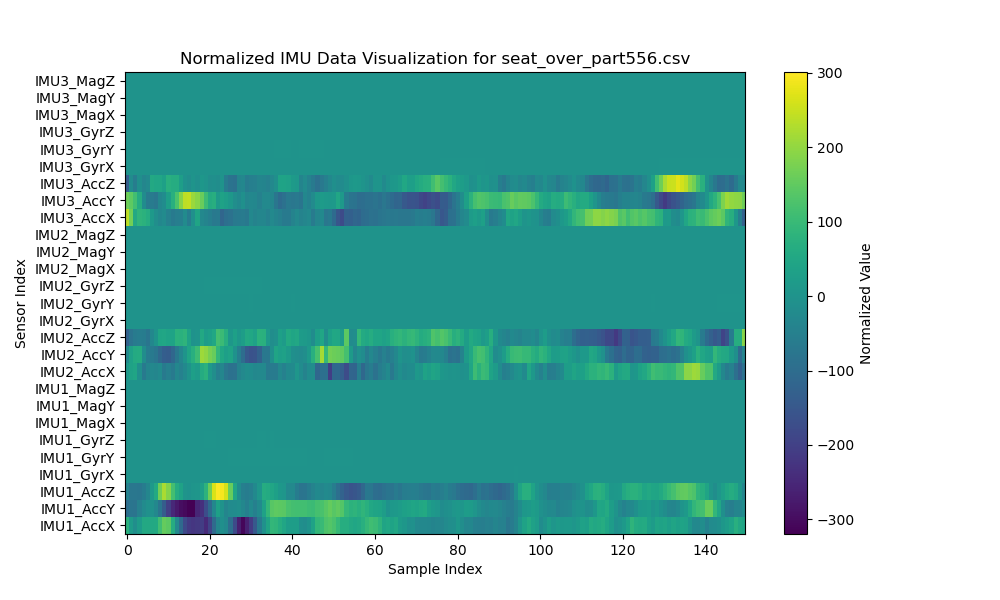 Normalized IMU Data Visualization for seat_over_part556.csv
IMU3_MagZ
IMU3_MagY
IMU3_MagX
IMU3_GyrZ
IMU3_GyrY
IMU3_GyrX
IMU3_AccZ
IMU3_AccY
IMU3_AccX
IMU2_MagZ
IMU2_MagY
IMU2_MagX
IMU2_GyrZ
IMU2_GyrY
IMU2_GyrX
IMU2_AccZ
IMU2_AccY
IMU2_AccX
IMU1_MagZ
IMU1_MagY
IMU1_MagX
IMU1_GyrZ
IMU1_GyrY
IMU1_GyrX
IMU1_AccZ
IMU1_AccY
IMU1_AccX
Sensor Index
0 20 40 60 80 100 120 140
Sample Index
300
200
100
0
−100
−200
−300
Normalized Value